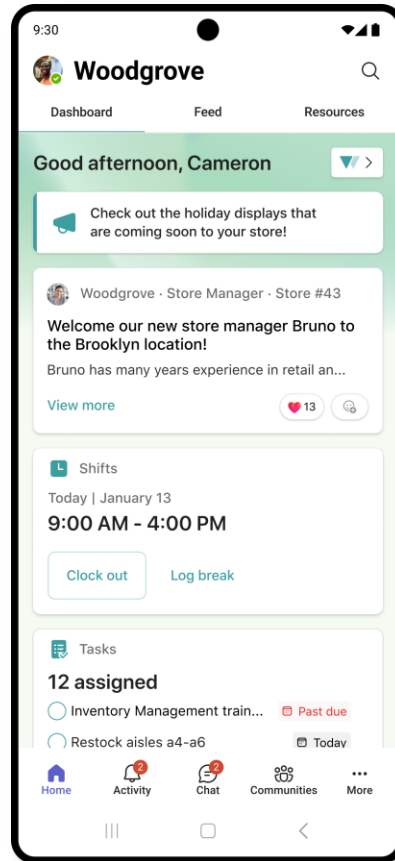 9:30
Woodgrove
Dashboard
Feed
Resources
Good afternoon, Cameron
Check out the holiday displays that
are coming soon to your store!
Woodgrove · Store Manager · Store #43
Welcome our new store manager Bruno to
the Brooklyn location!
Bruno has many years experience in retail an...
View more
13
Shifts
Today | January 13
9:00 AM - 4:00 PM
Clock out
Log break
Tasks
12 assigned
Inventory Management train...
Past due
Restock aisles a4-a6
Today
2
2
Home
Activity
Chat
Communities
More